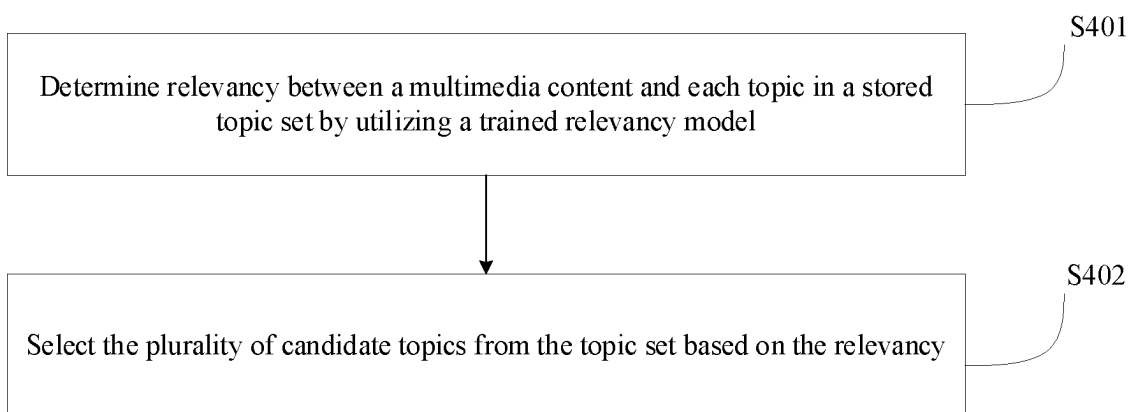 S401
Determine relevancy between a multimedia content and each topic in a stored
topic set by utilizing a trained relevancy model
S402
Select the plurality of candidate topics from the topic set based on the relevancy